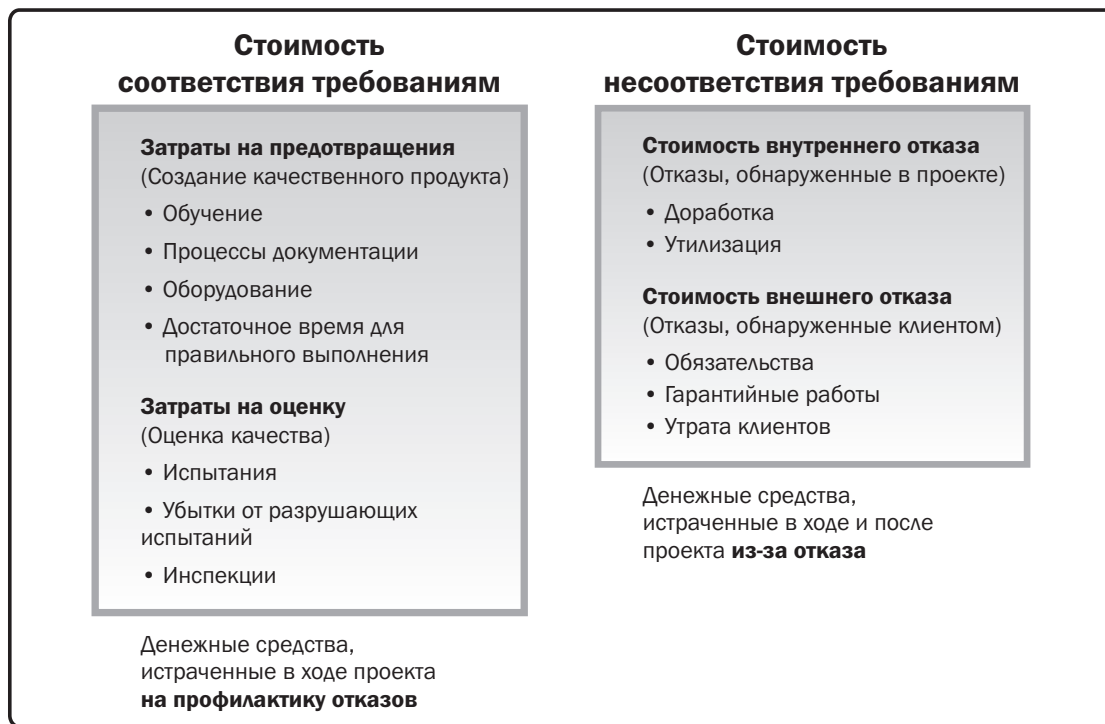 Стоимость
соответствия требованиям
Затраты на предотвращения
(Создание качественного продукта)
• Обучение
• Процессы документации
• Оборудование
• Достаточное время для
правильного выполнения
Затраты на оценку
(Оценка качества)
• Испытания
• Убытки от разрушающих
испытаний
• Инспекции
Денежные средства,
истраченные в ходе проекта
на профилактику отказов
Стоимость
несоответствия требованиям
Стоимость внутреннего отказа
(Отказы, обнаруженные в проекте)
• Доработка
• Утилизация
Стоимость внешнего отказа
(Отказы, обнаруженные клиентом)
• Обязательства
• Гарантийные работы
• Утрата клиентов
Денежные средства,
истраченные в ходе и после
проекта из-за отказа